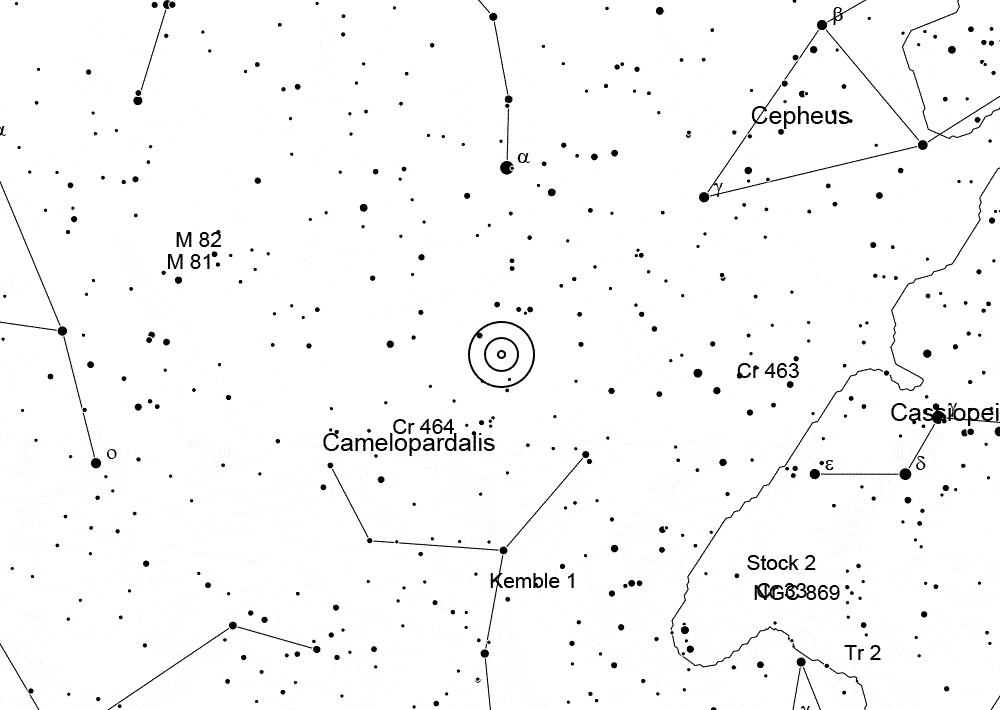 β
Cepheus
α
α
γ
M 82
M 81
Cr 463
γ
Cassiopei
Cr 464
Camelopardalis
ο
ε
δ
Stock 2
Kemble 1
NGC 869
Tr 2
γ